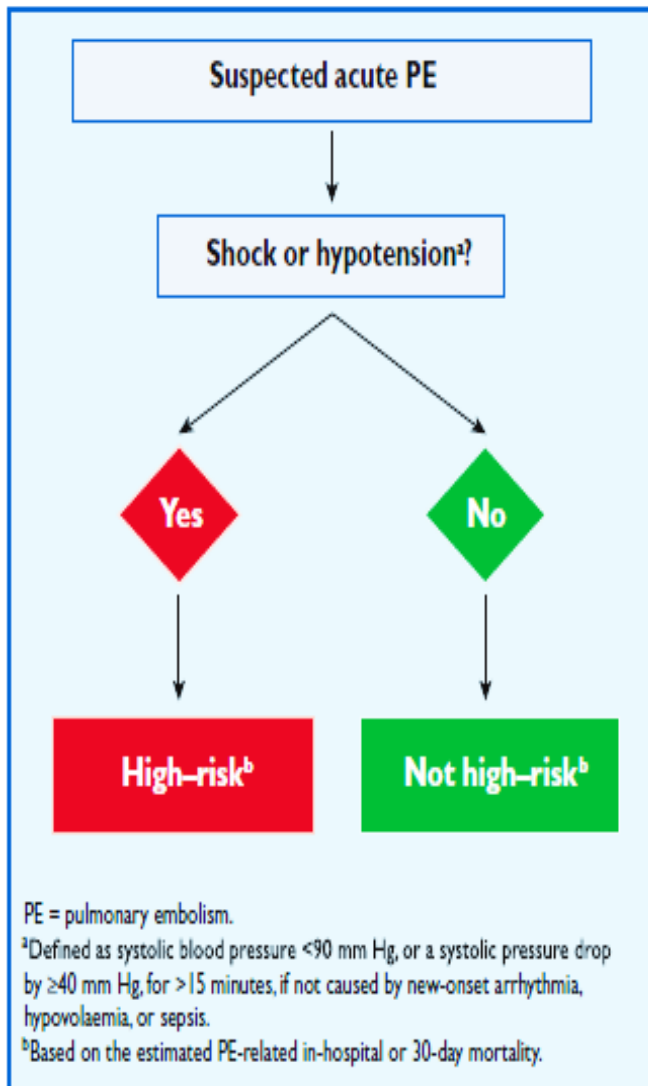 Suspected acute PE
Shock or hypotensionᵃ?
Yes
No
High–riskᵇ
Not high–riskᵇ
PE = pulmonary embolism.
ᵃDefined as systolic blood pressure <90 mm Hg, or a systolic pressure drop
by ≥40 mm Hg, for >15 minutes, if not caused by new-onset arrhythmia,
hypovolaemia, or sepsis.
ᵇBased on the estimated PE-related in-hospital or 30-day mortality.